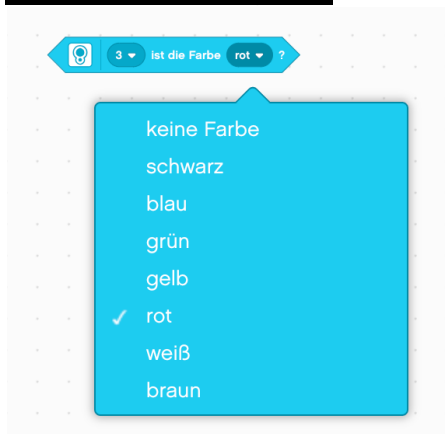 3 ist die Farbe rot ?
keine Farbe
schwarz
blau
grün
gelb
rot
weiß
braun